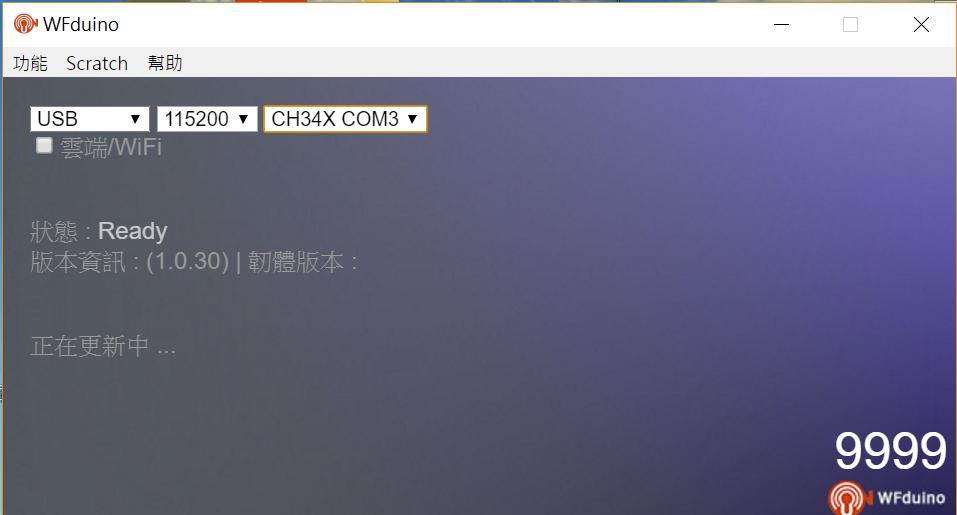 WFduino
功能 Scratch 幫助
USB 115200 CH34X COM3
雲端/WiFi
狀態 : Ready
版本資訊 : (1.0.30) | 韌體版本 :
正在更新中 ...
9999
WFduino